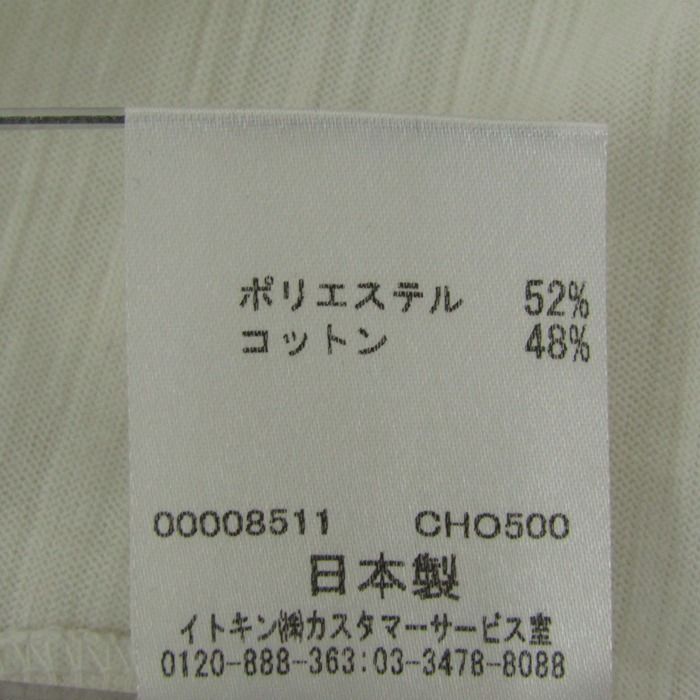 ポリエステル 52%
コットン 48%
00008511 CHO500
日本製
イトキン㈱カスタマーサービス室
0120-888-363:03-3478-8088